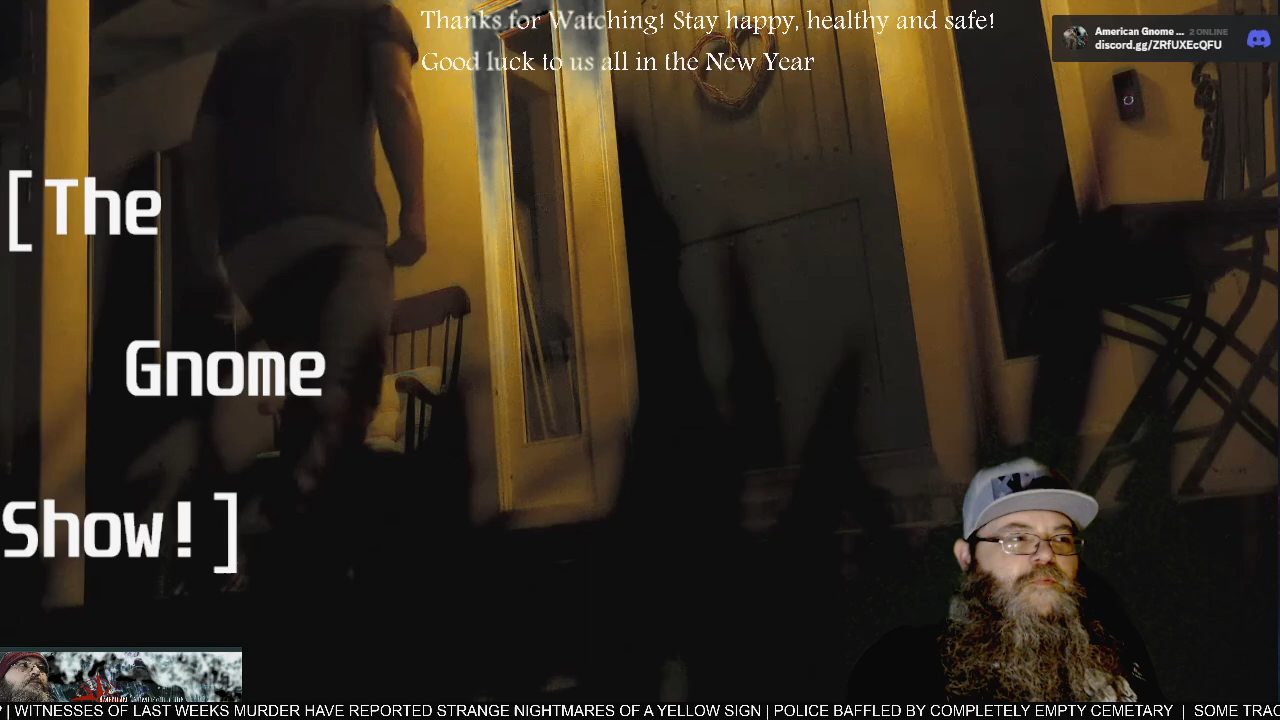 Thanks for Watching! Stay happy, healthy and safe!
Good luck to us all in the New Year
American Gnome ... 2 ONLINE
discord.gg/ZRfUXEcQFU
[The
Gnome
Show!]
| WITNESSES OF LAST WEEKS MURDER HAVE REPORTED STRANGE NIGHTMARES OF A YELLOW SIGN | POLICE BAFFLED BY COMPLETELY EMPTY CEMETARY | SOME TRAC